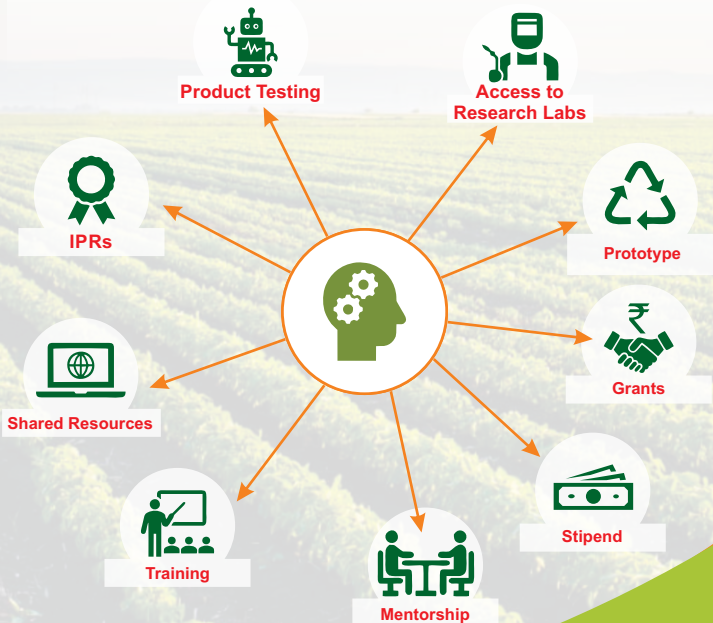 Product Testing
Access to
Research Labs
IPRs
Prototype
₹
Grants
Shared Resources
Stipend
Training
Mentorship